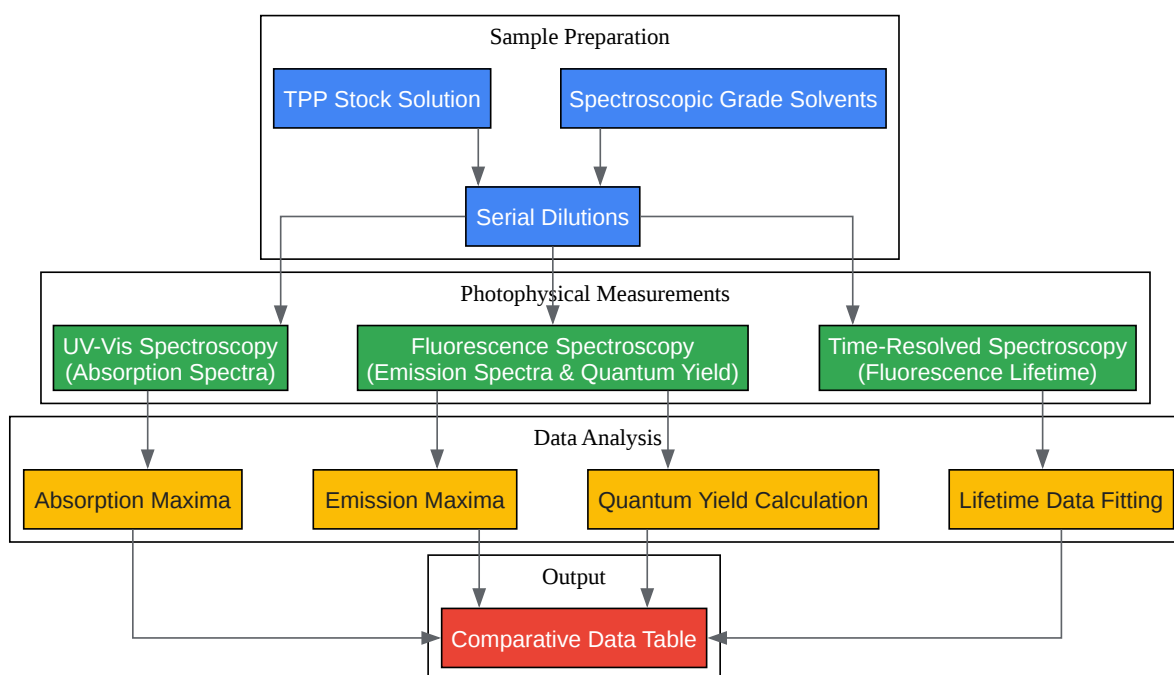 Sample Preparation
TPP Stock Solution
Spectroscopic Grade Solvents
Serial Dilutions
Photophysical Measurements
UV-Vis Spectroscopy
(Absorption Spectra)
Fluorescence Spectroscopy
(Emission Spectra & Quantum Yield)
Time-Resolved Spectroscopy
(Fluorescence Lifetime)
Data Analysis
Absorption Maxima
Emission Maxima
Quantum Yield Calculation
Lifetime Data Fitting
Output
Comparative Data Table